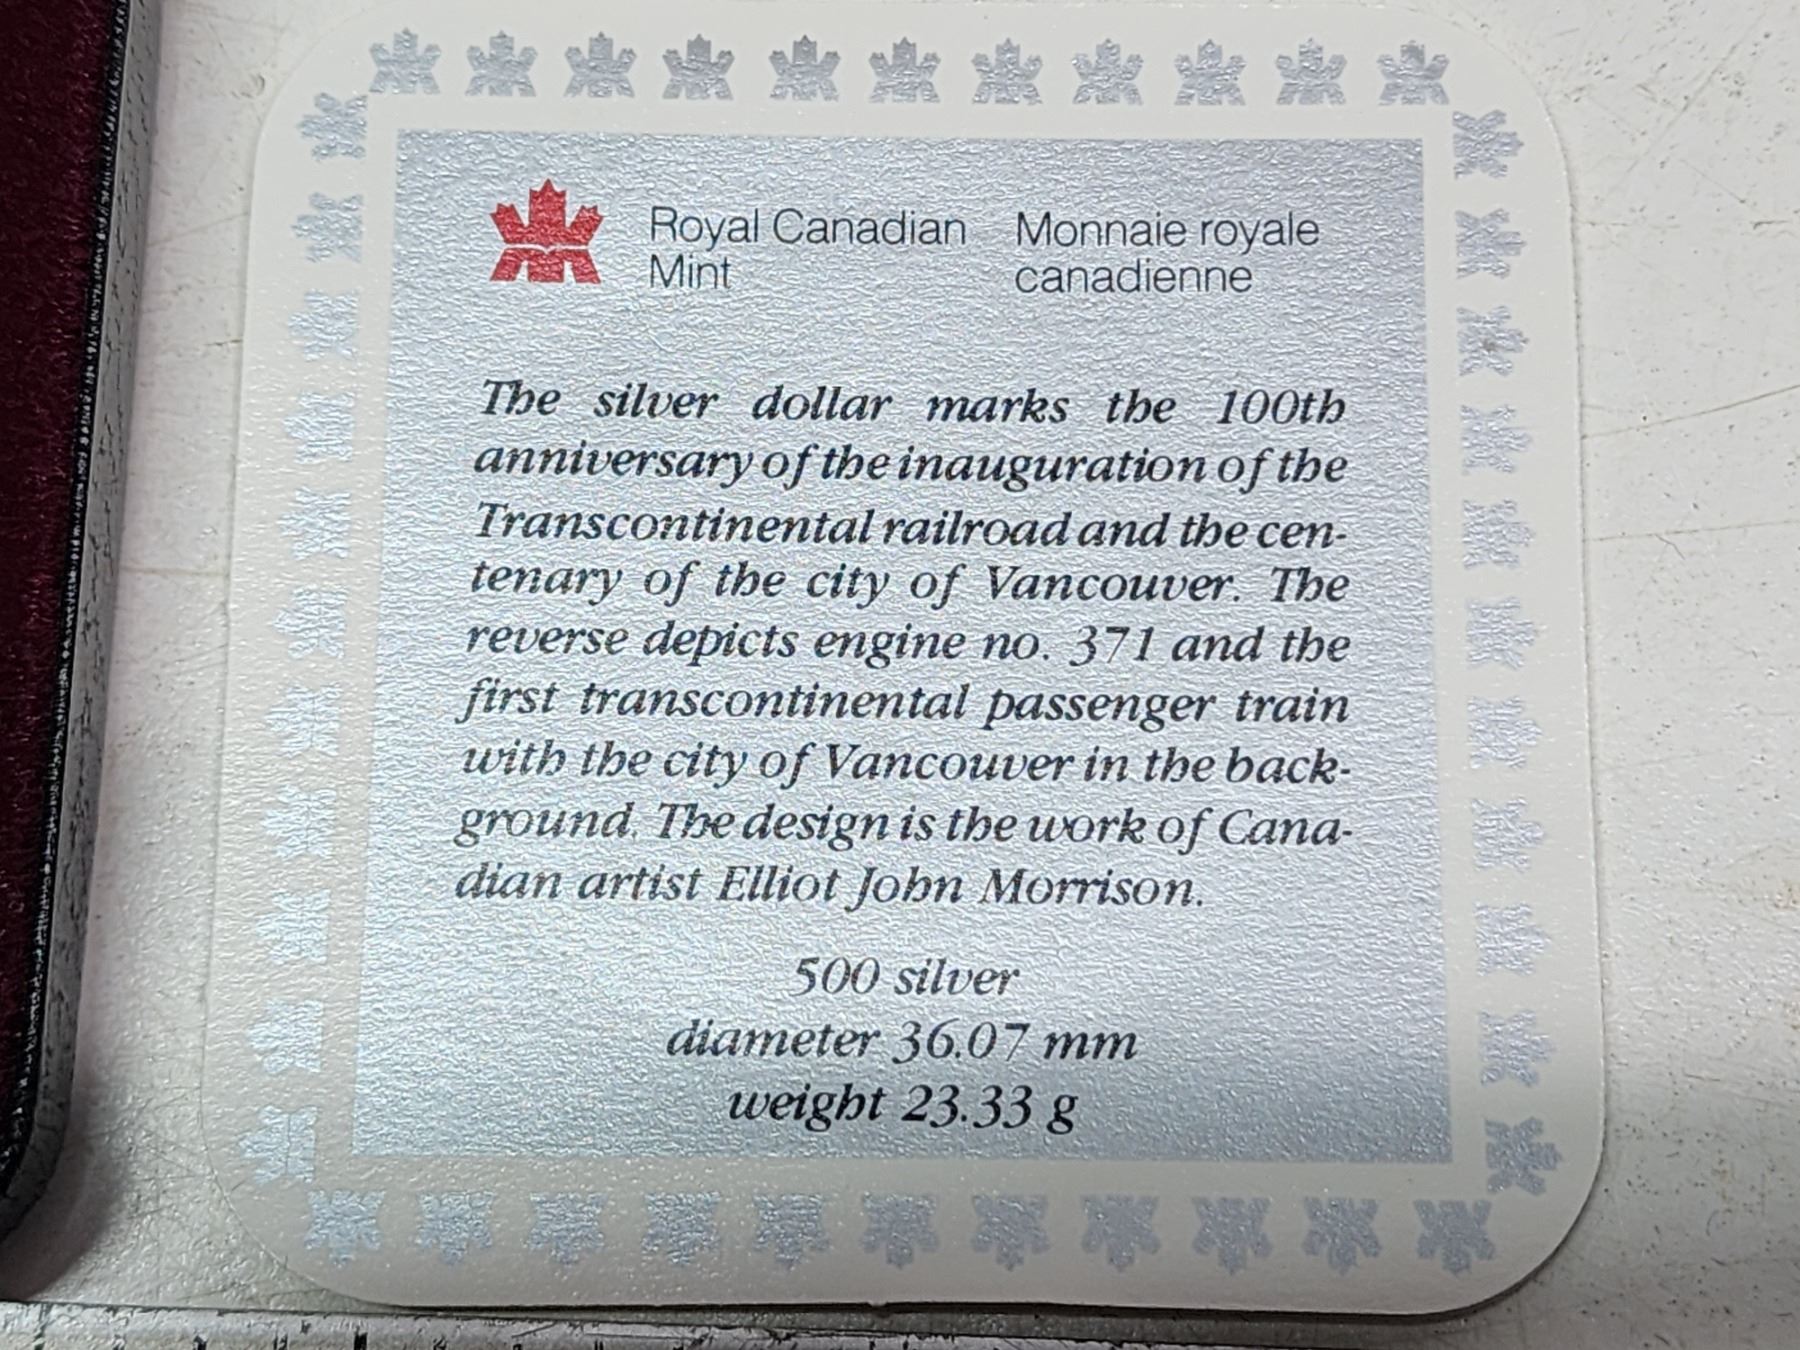 Royal Canadian Mint
Monnaie royale canadienne
The silver dollar marks the 100th
anniversary of the inauguration of the
Transcontinental railroad and the cen-
tenary of the city of Vancouver. The
reverse depicts engine no. 371 and the
first transcontinental passenger train
with the city of Vancouver in the back-
ground. The design is the work of Cana-
dian artist Elliot John Morrison.
500 silver
diameter 36.07 mm
weight 23.33 g